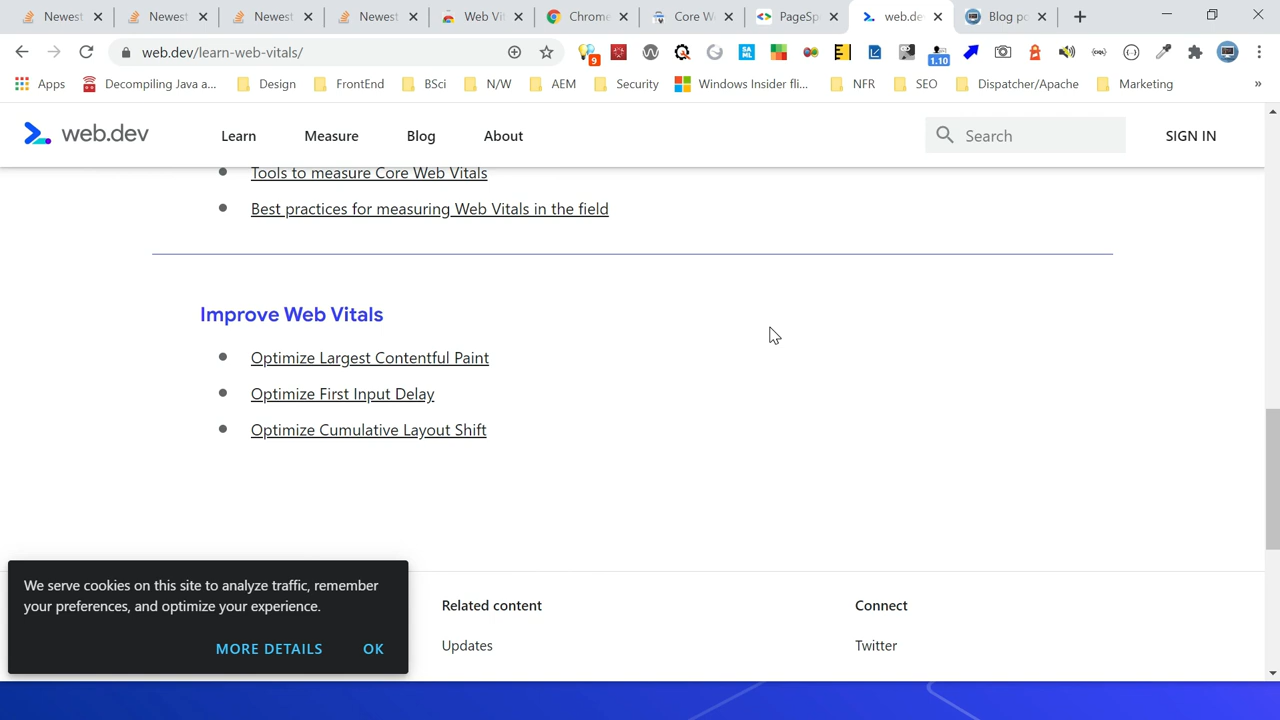 Newest
Newest
Newest
Newest
Web Vit
Chrome
Core W
PageSp
web.de
Blog po
web.dev/learn-web-vitals/
9
1.10
Apps
Decompiling Java a...
Design
FrontEnd
BSci
N/W
AEM
Security
Windows Insider fli...
NFR
SEO
Dispatcher/Apache
Marketing
»
web.dev
Learn
Measure
Blog
About
Search
SIGN IN
Tools to measure Core Web Vitals
Best practices for measuring Web Vitals in the field
Improve Web Vitals
Optimize Largest Contentful Paint
Optimize First Input Delay
Optimize Cumulative Layout Shift
We serve cookies on this site to analyze traffic, remember
your preferences, and optimize your experience.
MORE DETAILS
OK
Related content
Updates
Connect
Twitter